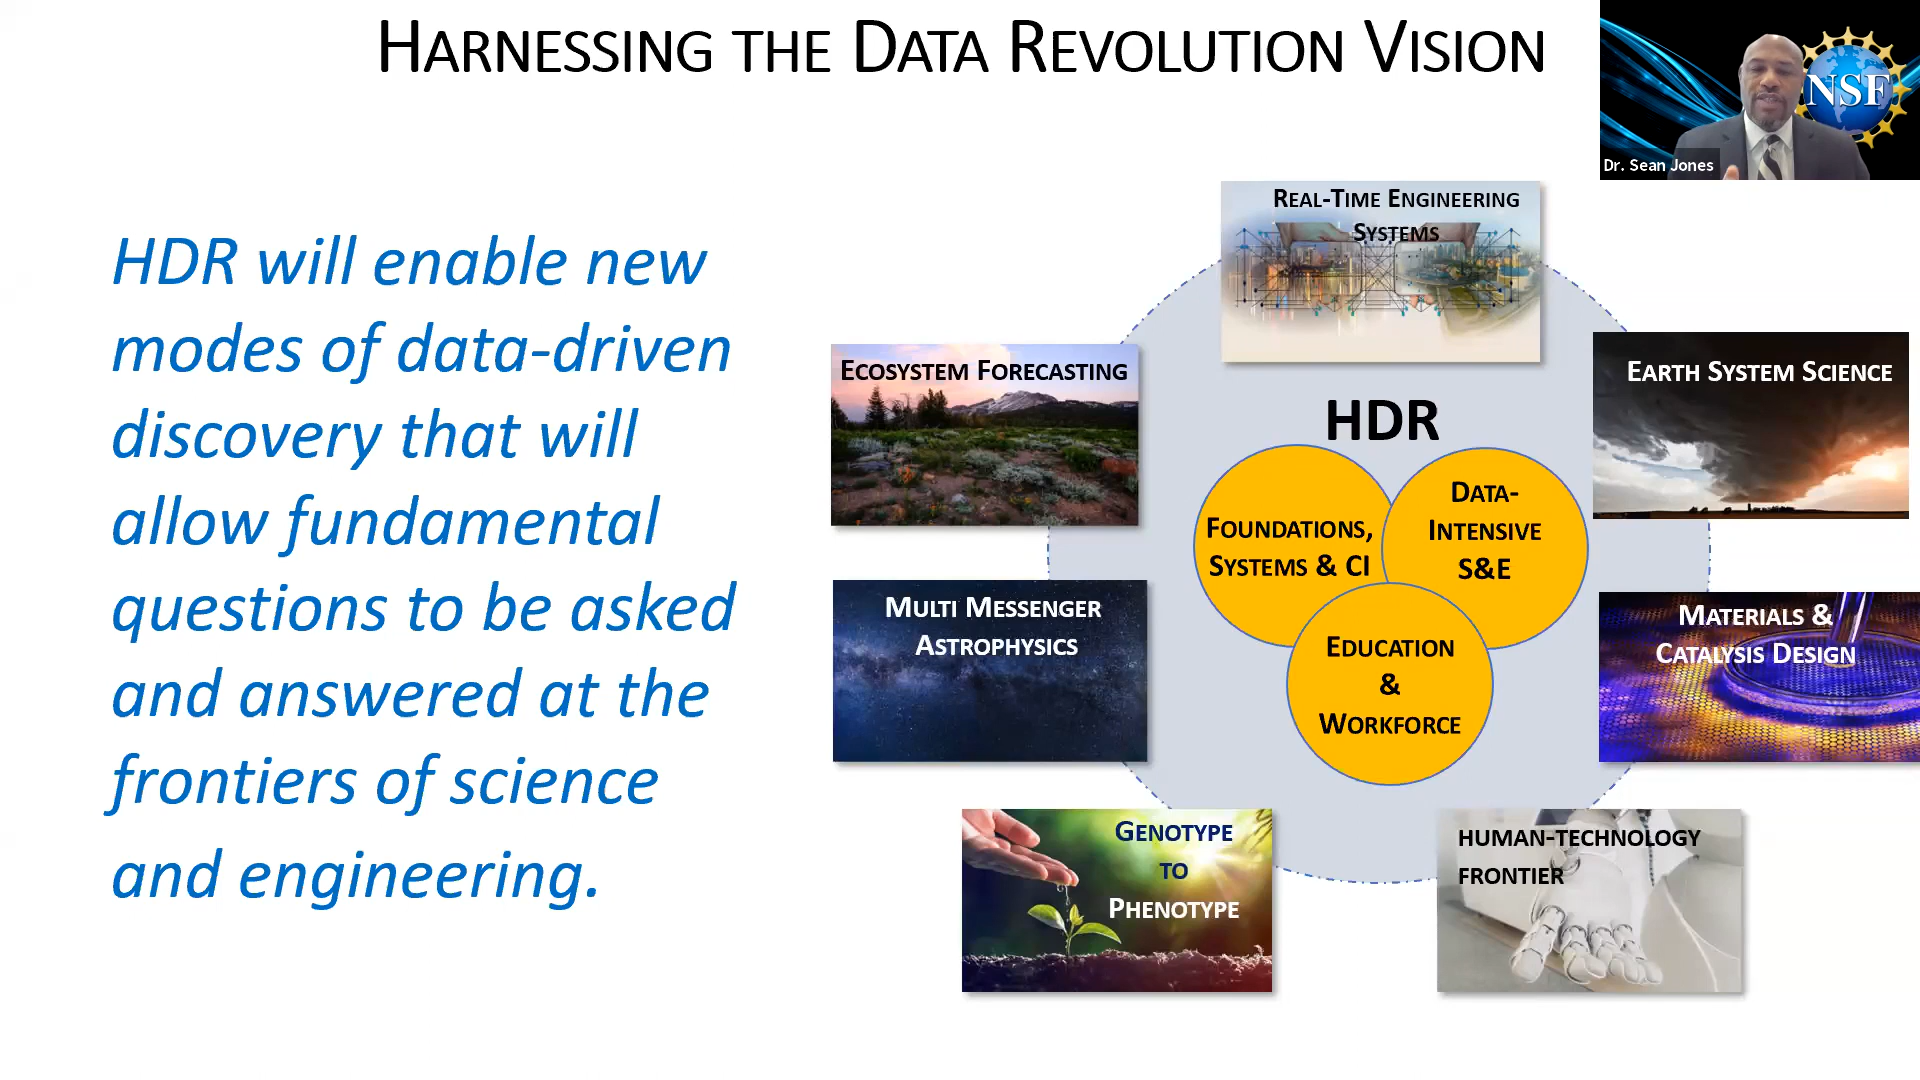 HARNESSING THE DATA REVOLUTION VISION
NSF
Dr. Sean Jones
HDR will enable new
modes of data-driven
discovery that will
allow fundamental
questions to be asked
and answered at the
frontiers of science
and engineering.
REAL-TIME ENGINEERING
SYSTEMS
ECOSYSTEM FORECASTING
EARTH SYSTEM SCIENCE
HDR
FOUNDATIONS,
SYSTEMS & CI
DATA-
INTENSIVE
S&E
EDUCATION
&
WORKFORCE
MULTI MESSENGER
ASTROPHYSICS
MATERIALS &
CATALYSIS DESIGN
GENOTYPE
TO
PHENOTYPE
HUMAN-TECHNOLOGY
FRONTIER